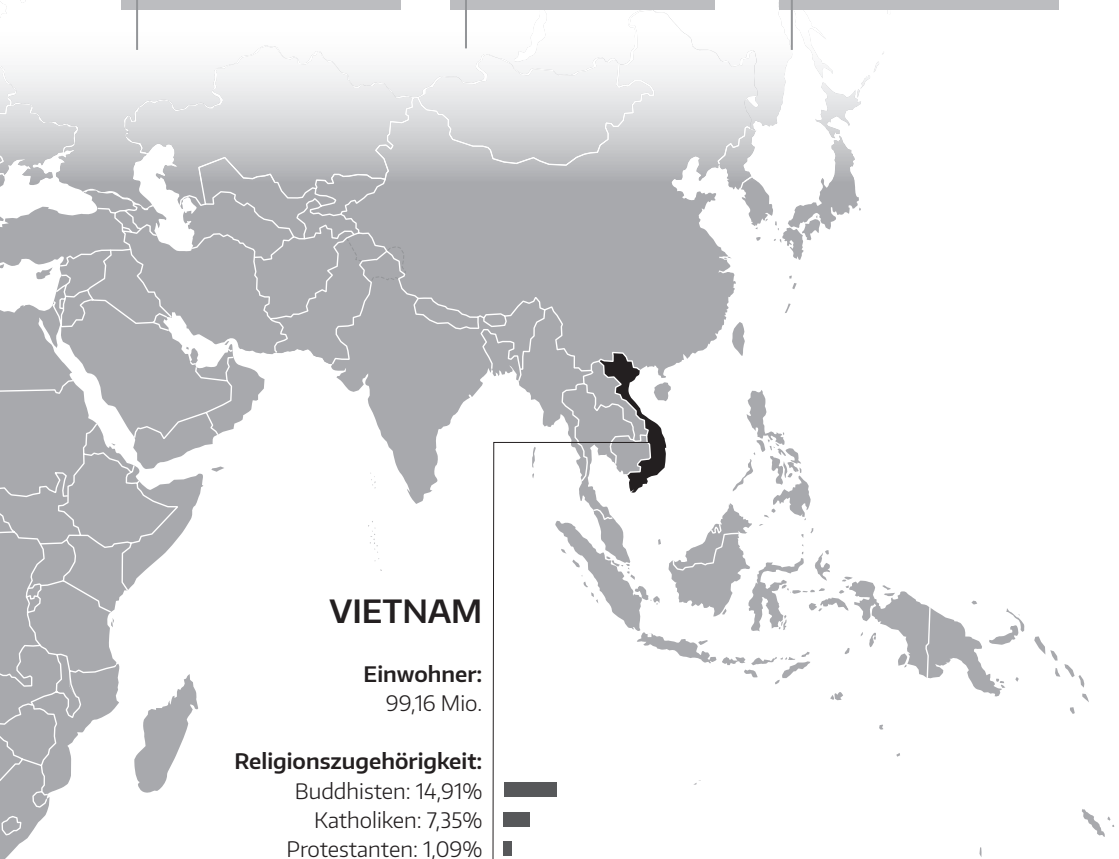 VIETNAM
Einwohner:
99,16 Mio.
Religionszugehörigkeit:
Buddhisten: 14,91%
Katholiken: 7,35%
Protestanten: 1,09%